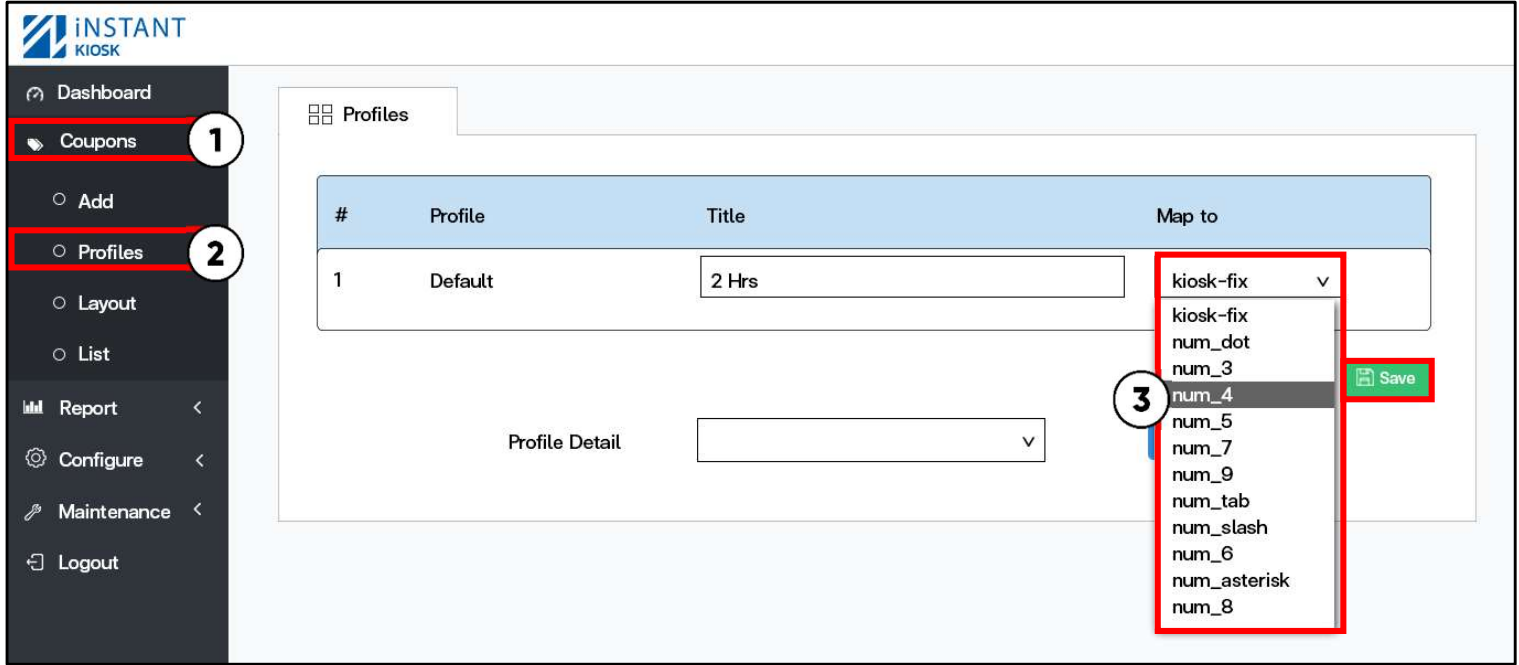 iNSTANT
KIOSK
Dashboard
Coupons
1
Add
Profiles
2
Layout
List
Report
Configure
Maintenance
Logout
Profiles
# Profile Title Map to
1 Default 2 Hrs kiosk-fix
kiosk-fix
num_dot
num_3
num_4
3
num_5
num_7
num_9
num_tab
num_slash
num_6
num_asterisk
num_8
Save
Profile Detail